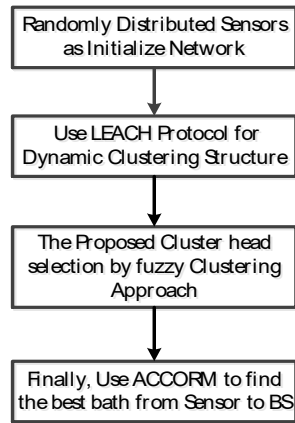 Randomly Distributed Sensors
as Initialize Network
Use LEACH Protocol for
Dynamic Clustering Structure
The Proposed Cluster head
selection by fuzzy Clustering
Approach
Finally, Use ACCORM to find
the best bath from Sensor to BS